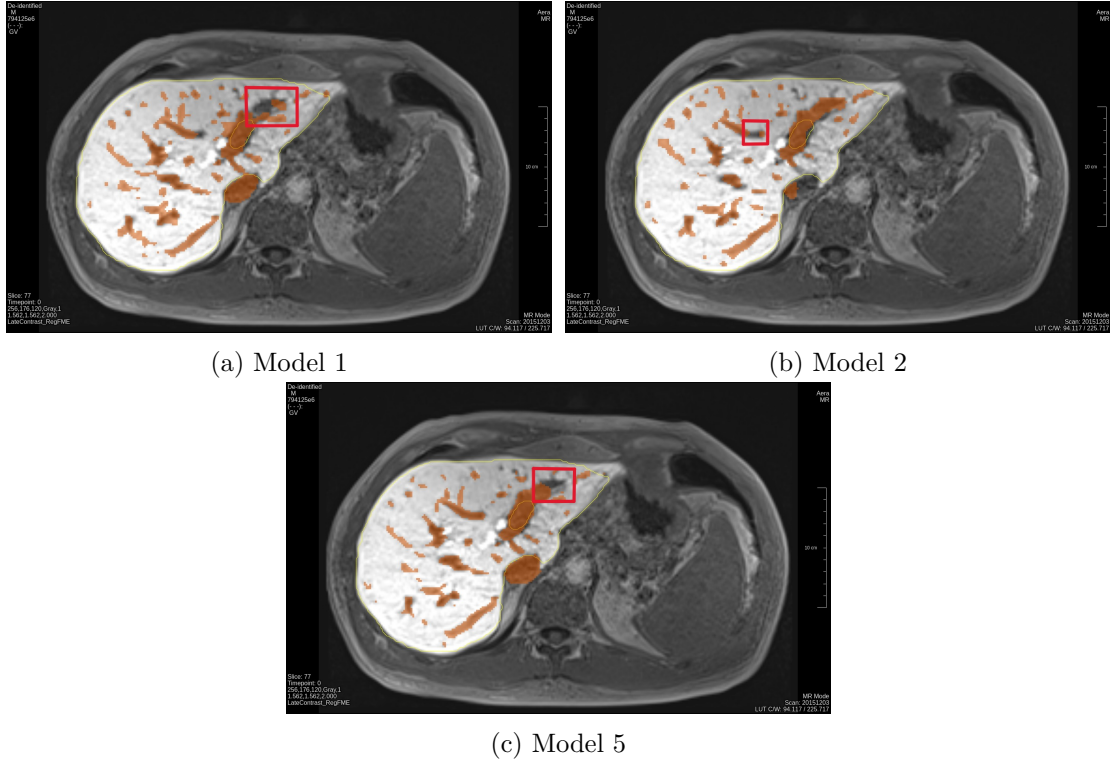 De-identified
M
794125e6
(- - -):
GV
Aera
MR
10 cm
Slice: 77
Timepoint: 0
256,176,120,Gray,1
1.562,1.562,2.000
LateContrast_RegFME
MR Mode
Scan: 20151203
LUT C/W: 94.117 / 225.717
De-identified
M
794125e6
(- - -):
GV
Aera
MR
10 cm
Slice: 77
Timepoint: 0
256,176,120,Gray,1
1.562,1.562,2.000
LateContrast_RegFME
MR Mode
Scan: 20151203
LUT C/W: 94.117 / 225.717
(a) Model 1
(b) Model 2
De-identified
M
794125e6
(- - -):
GV
Aera
MR
10 cm
Slice: 77
Timepoint: 0
256,176,120,Gray,1
1.562,1.562,2.000
LateContrast_RegFME
MR Mode
Scan: 20151203
LUT C/W: 94.117 / 225.717
(c) Model 5